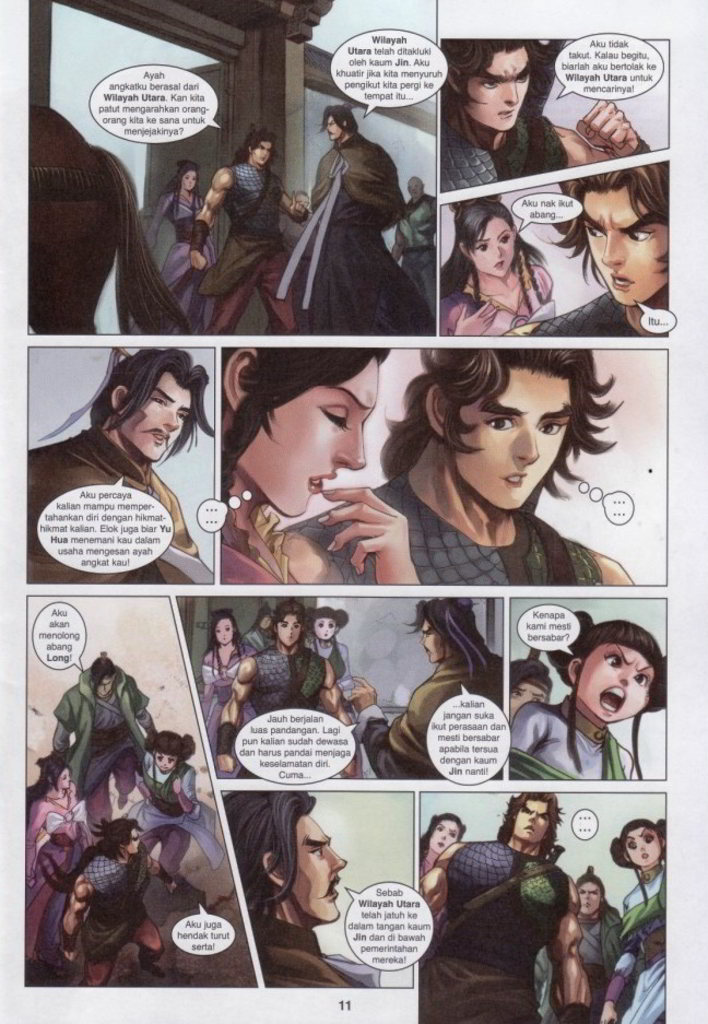 Ayah
angkatku berasal dari
Wilayah Utara. Kan kita
patut mengarahkan orang-
orang kita ke sana untuk
menjejakinya?
Wilayah
Utara telah ditakluki
oleh kaum Jin. Aku
khuatir jika kita menyuruh
pengikut kita pergi ke
tempat itu...
Aku tidak
takut. Kalau begitu,
biarlah aku bertolak ke
Wilayah Utara untuk
mencarinya!
Aku nak ikut
abang...
Itu...
Aku percaya
kalian mampu memper-
tahankan diri dengan hikmat-
hikmat kalian. Elok juga biar Yu
Hua menemani kau dalam
usaha mengesan ayah
angkat kau!
...
...
...
...
Aku
akan
menolong
abang
Long!
Aku juga
hendak turut
serta!
Jauh berjalan
luas pandangan. Lagi
pun kalian sudah dewasa
dan harus pandai menjaga
keselamatan diri.
Cuma...
...kalian
jangan suka
ikut perasaan dan
mesti bersabar
apabila tersua
dengan kaum
Jin nanti!
Kenapa
kami mesti
bersabar?
Sebab
Wilayah Utara
telah jatuh ke
dalam tangan kaum
Jin dan di bawah
pemerintahan
mereka!
...
...
11